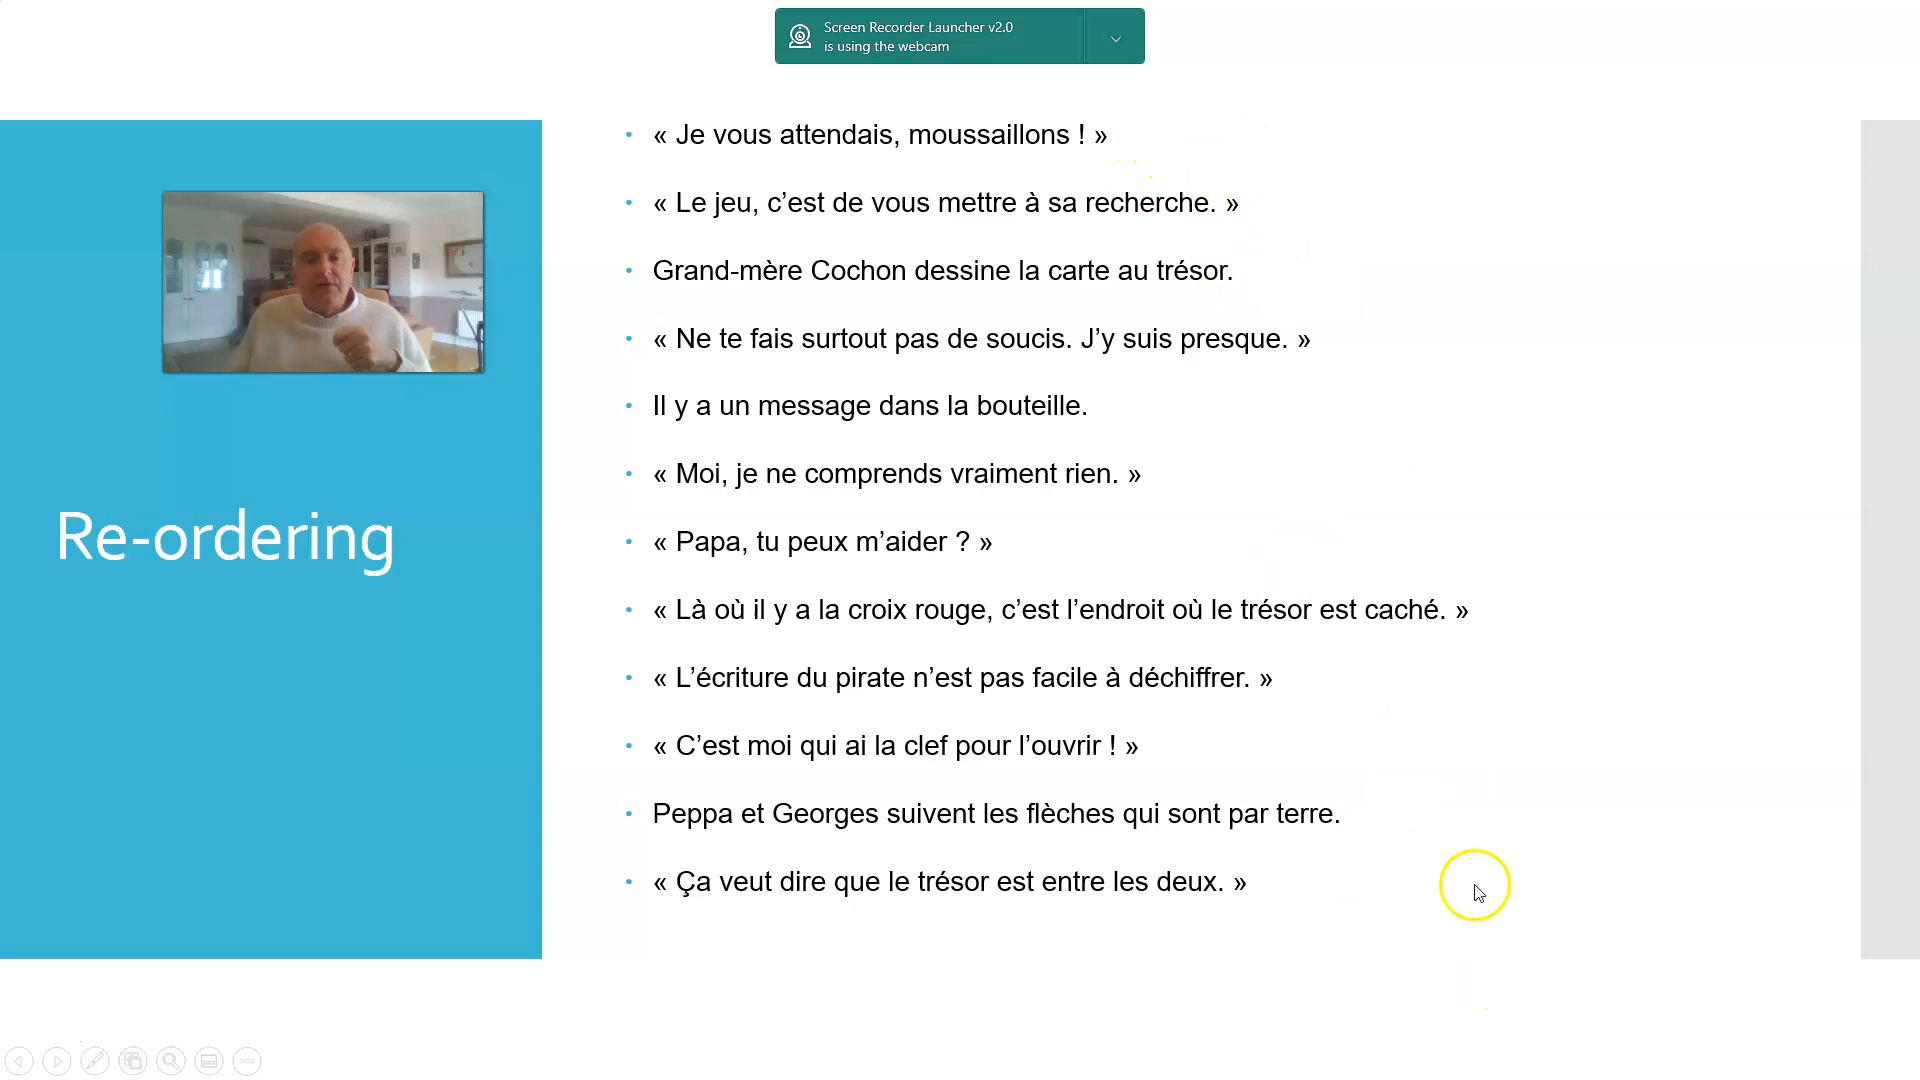 Screen Recorder Launcher v2.0
is using the webcam
Re-ordering
« Je vous attendais, moussaillons ! »
« Le jeu, c’est de vous mettre à sa recherche. »
Grand-mère Cochon dessine la carte au trésor.
« Ne te fais surtout pas de soucis. J’y suis presque. »
Il y a un message dans la bouteille.
« Moi, je ne comprends vraiment rien. »
« Papa, tu peux m’aider ? »
« Là où il y a la croix rouge, c’est l’endroit où le trésor est caché. »
« L’écriture du pirate n’est pas facile à déchiffrer. »
« C’est moi qui ai la clef pour l’ouvrir ! »
Peppa et Georges suivent les flèches qui sont par terre.
« Ça veut dire que le trésor est entre les deux. »